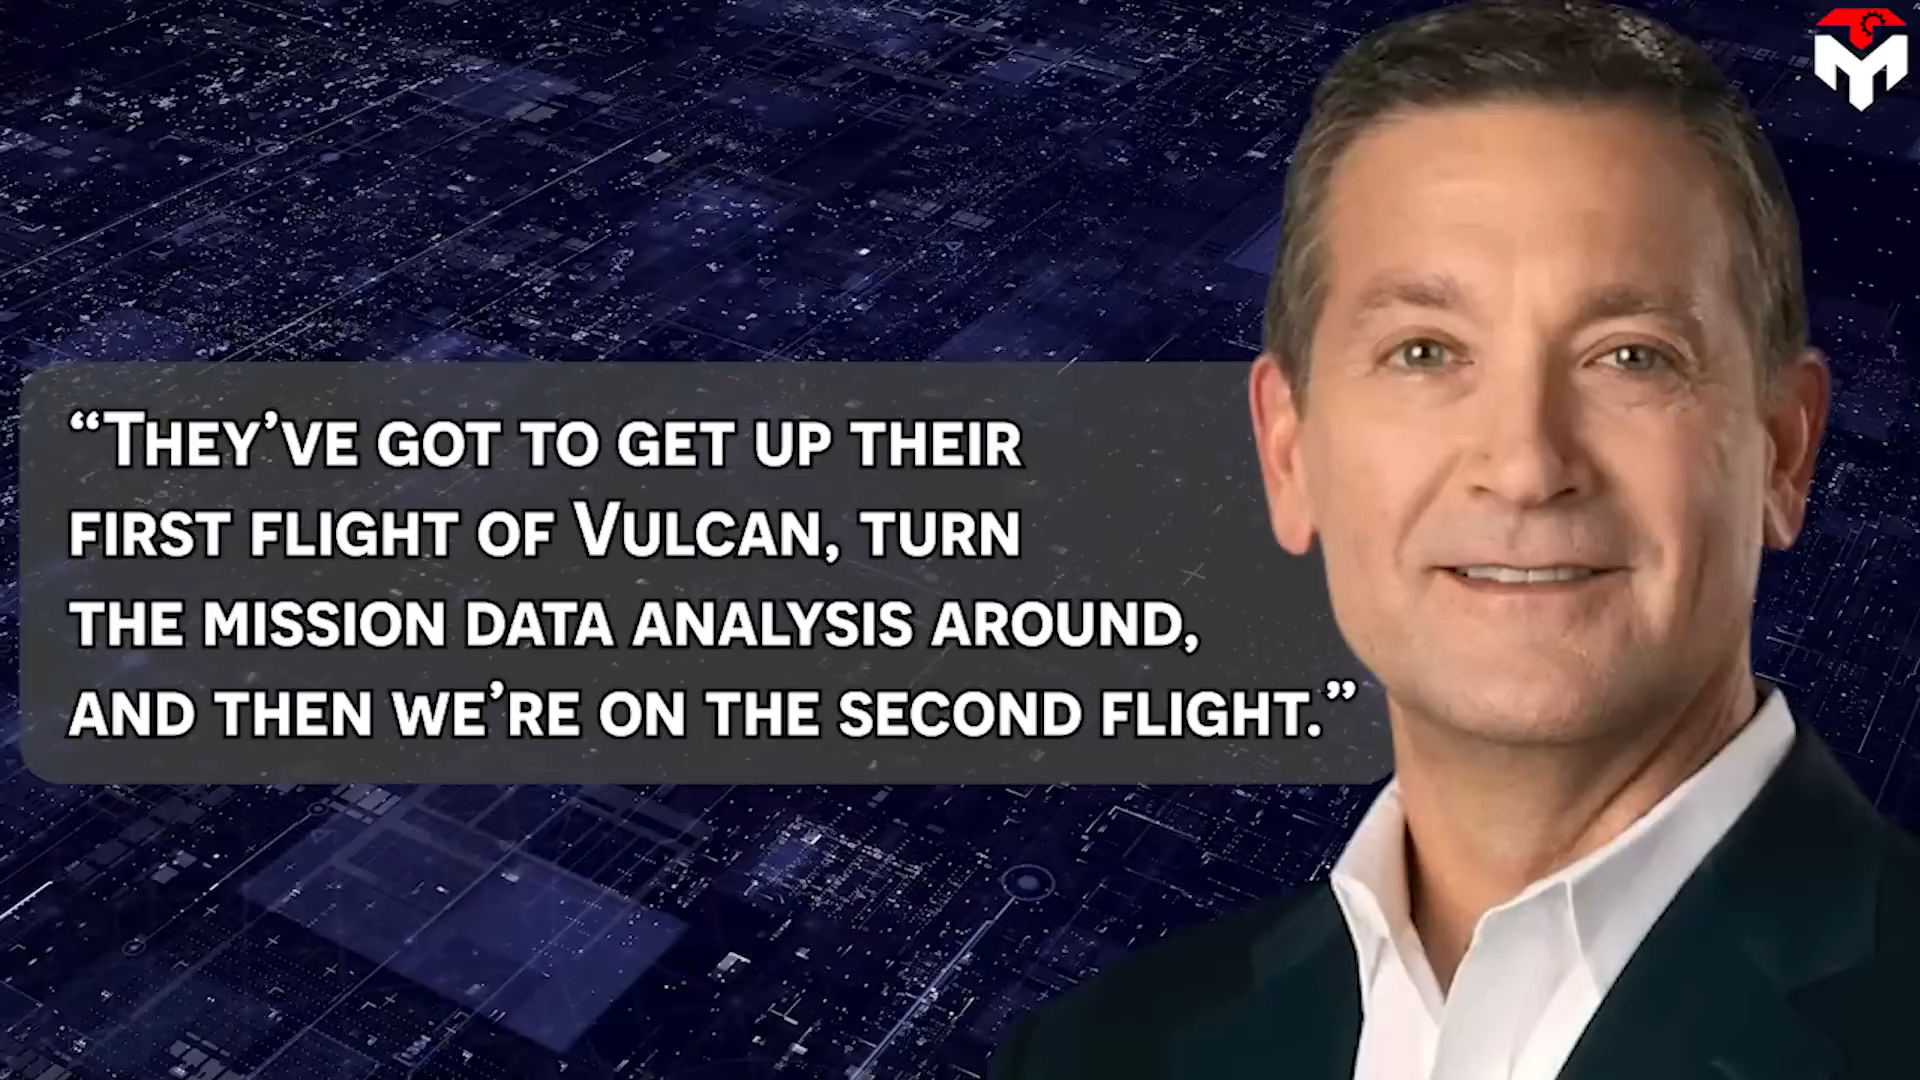 “They’ve got to get up their
first flight of Vulcan, turn
the mission data analysis around,
and then we’re on the second flight.”